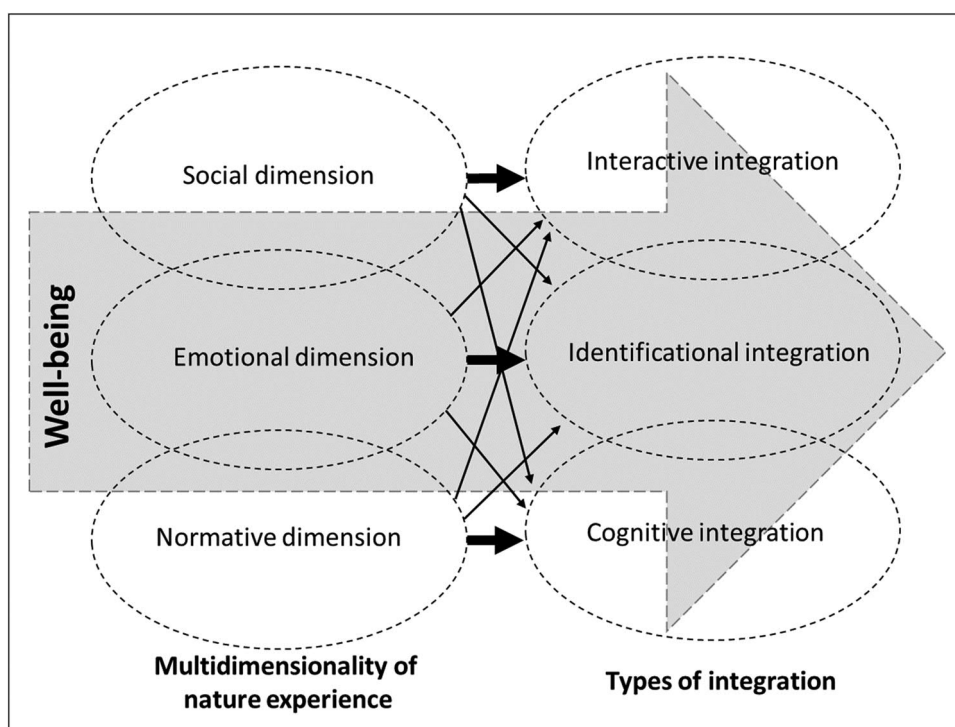 Social dimension
Interactive integration
Well-being
Emotional dimension
Identificational integration
Normative dimension
Cognitive integration
Multidimensionality of
nature experience
Types of integration